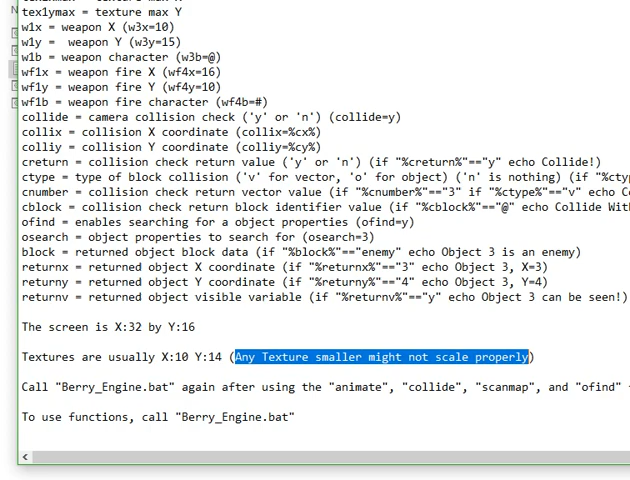 tex1ymax = texture max Y
w1x = weapon X (w3x=10)
w1y =  weapon Y (w3y=15)
w1b = weapon character (w3b=@)
wf1x = weapon fire X (wf4x=16)
wf1y = weapon fire Y (wf4y=10)
wf1b = weapon fire character (wf4b=#)
collide = camera collision check ('y' or 'n') (collide=y)
collix = collision X coordinate (collix=%cx%)
colliy = collision Y coordinate (colliy=%cy%)
creturn = collision check return value ('y' or 'n') (if "%creturn%"=="y" echo Collide!)
ctype = type of block collision ('v' for vector, 'o' for object) ('n' is nothing) (if "%cty
cnumber = collision check return vector value (if "%cnumber%"=="3" if "%ctype%"=="v" echo Co
cblock = collision check return block identifier value (if "%cblock%"=="@" echo Collide With
ofind = enables searching for a object properties (ofind=y)
osearch = object properties to search for (osearch=3)
block = returned object block data (if "%block%"=="enemy" echo Object 3 is an enemy)
returnx = returned object X coordinate (if "%returnx%"=="3" echo Object 3, X=3)
returny = returned object Y coordinate (if "%returny%"=="4" echo Object 3, Y=4)
returnv = returned object visible variable (if "%returnv%"=="y" echo Object 3 can be seen!)
The screen is X:32 by Y:16
Textures are usually X:10 Y:14 (Any Texture smaller might not scale properly)
Call "Berry_Engine.bat" again after using the "animate", "collide", "scanmap", and "ofind"
To use functions, call "Berry_Engine.bat"